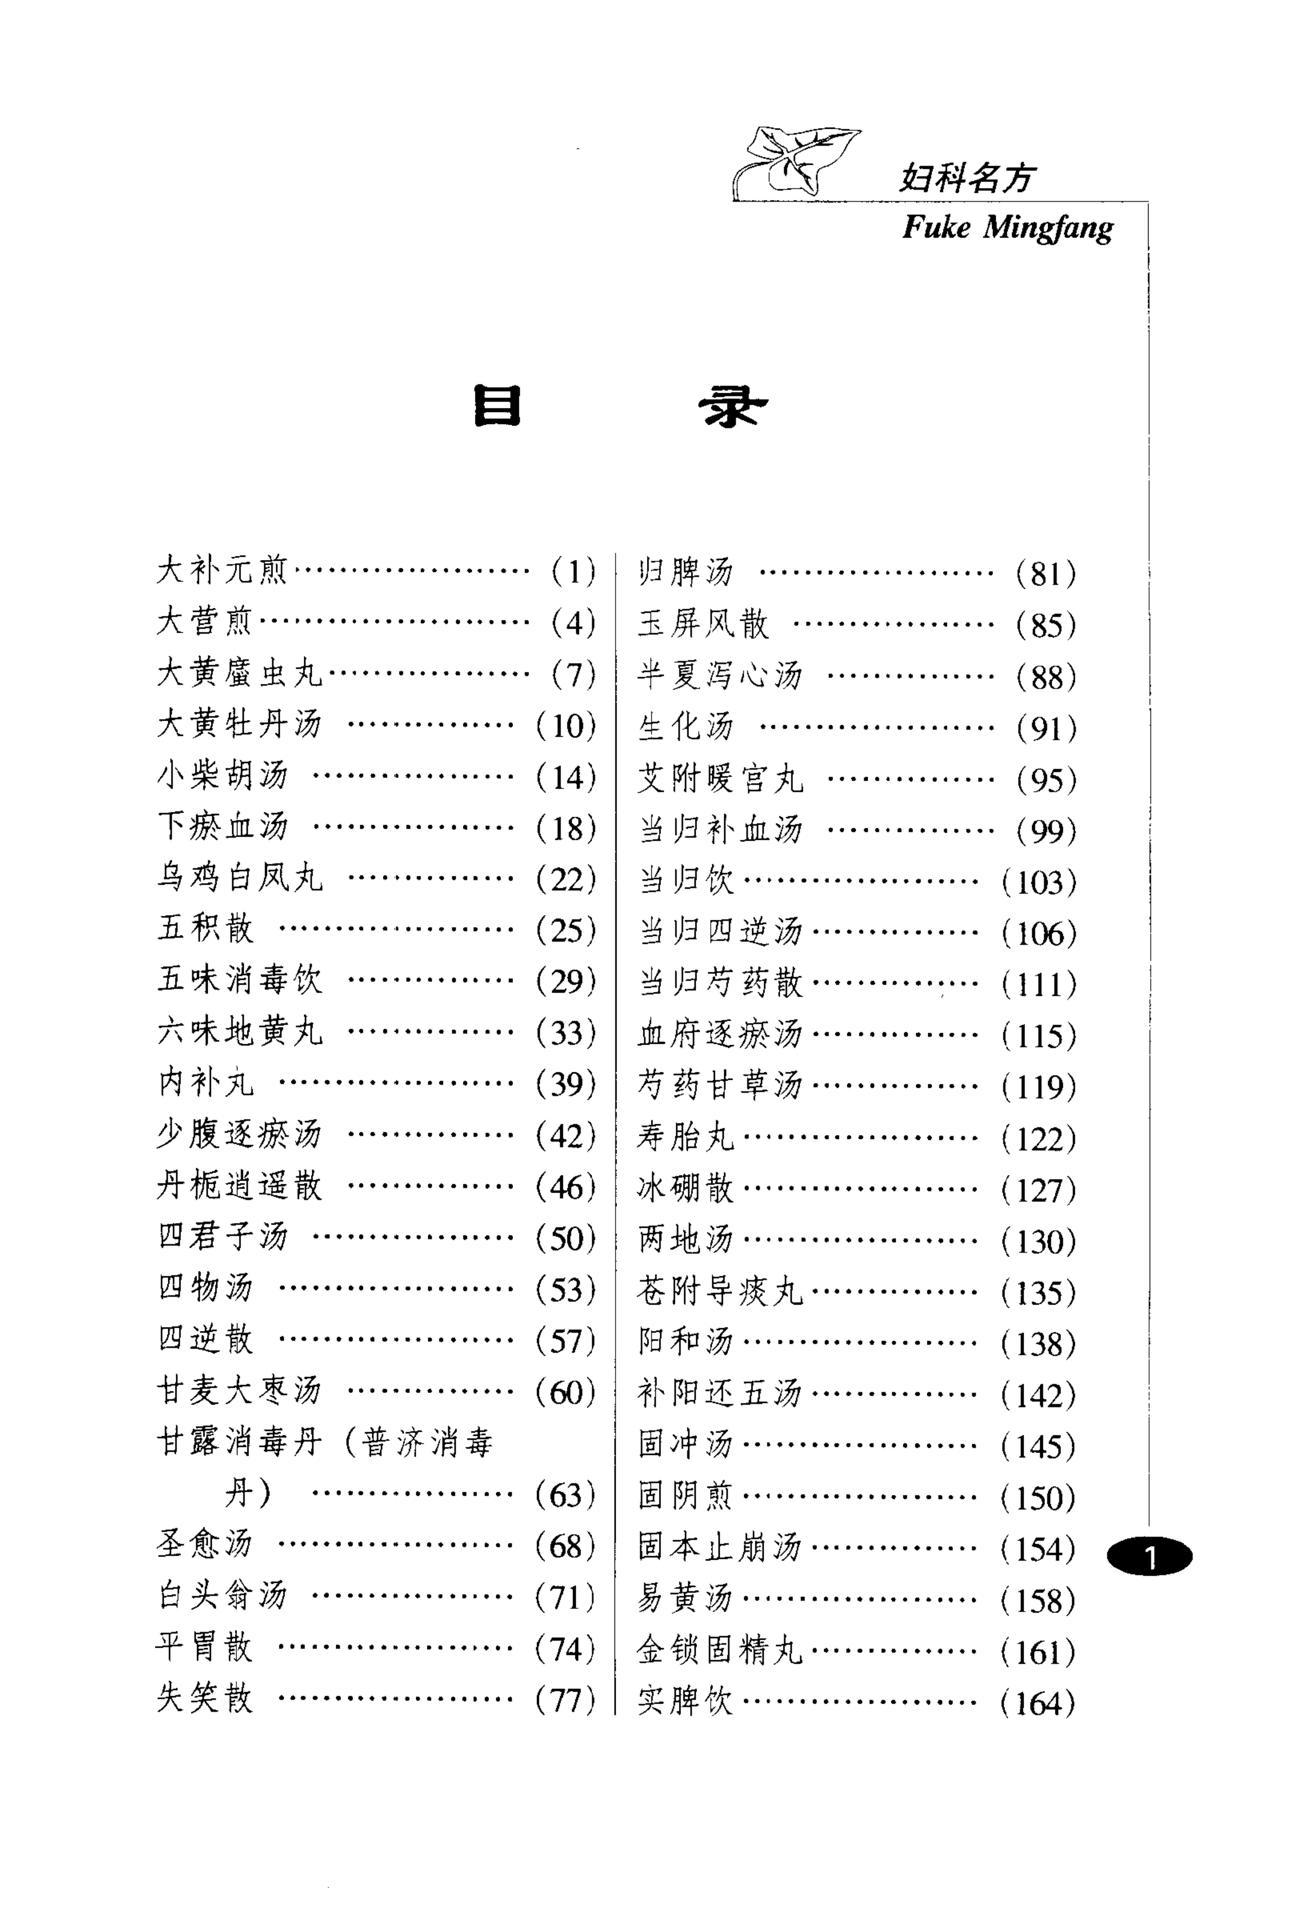 妇科名方
Fuke Mingfang
目 录
大补元煎…………………(1)
大营煎……………………(4)
大黄䗪虫丸………………(7)
大黄牡丹汤 ……………(10)
小柴胡汤 ………………(14)
下瘀血汤 ………………(18)
乌鸡白凤丸 ……………(22)
五积散 …………………(25)
五味消毒饮 ……………(29)
六味地黄丸 ……………(33)
内补丸 …………………(39)
少腹逐瘀汤 ……………(42)
丹栀逍遥散 ……………(46)
四君子汤 ………………(50)
四物汤 …………………(53)
四逆散 …………………(57)
甘麦大枣汤 ……………(60)
甘露消毒丹（普济消毒
丹） ………………(63)
圣愈汤 …………………(68)
白头翁汤 ………………(71)
平胃散 …………………(74)
失笑散 …………………(77)
归脾汤 …………………(81)
玉屏风散 ………………(85)
半夏泻心汤 ……………(88)
生化汤 …………………(91)
艾附暖宫丸 ……………(95)
当归补血汤 ……………(99)
当归饮…………………(103)
当归四逆汤……………(106)
当归芍药散……………(111)
血府逐瘀汤……………(115)
芍药甘草汤……………(119)
寿胎丸…………………(122)
冰硼散…………………(127)
两地汤…………………(130)
苍附导痰丸……………(135)
阳和汤…………………(138)
补阳还五汤……………(142)
固冲汤…………………(145)
固阴煎…………………(150)
固本止崩汤……………(154)
易黄汤…………………(158)
金锁固精丸……………(161)
实脾饮…………………(164)
1